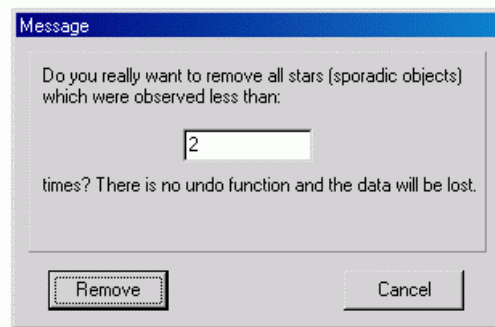 Message
Do you really want to remove all stars (sporadic objects)
which were observed less than:
2
times? There is no undo function and the data will be lost.
Remove
Cancel